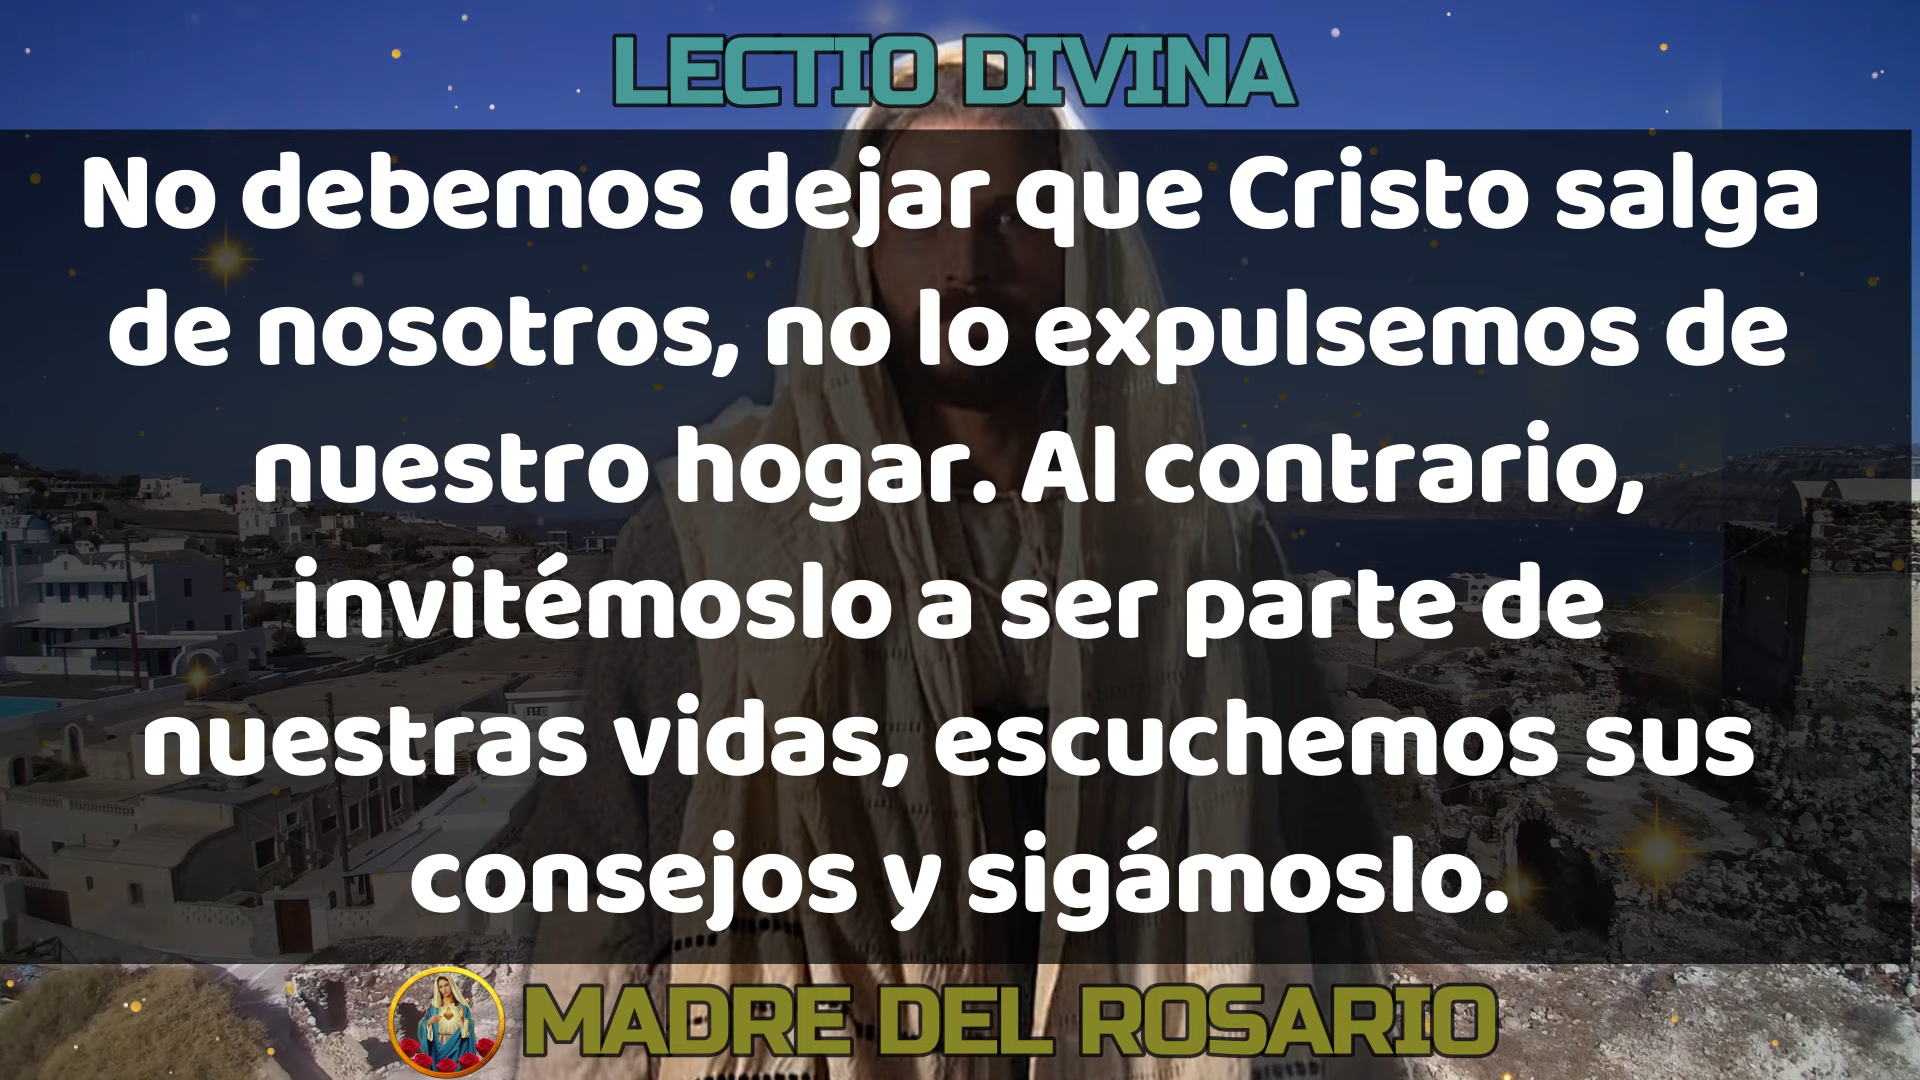 LECTIO DIVINA
No debemos dejar que Cristo salga
de nosotros, no lo expulsemos de
nuestro hogar. Al contrario,
invitémoslo a ser parte de
nuestras vidas, escuchemos sus
consejos y sigámoslo.
MADRE DEL ROSARIO